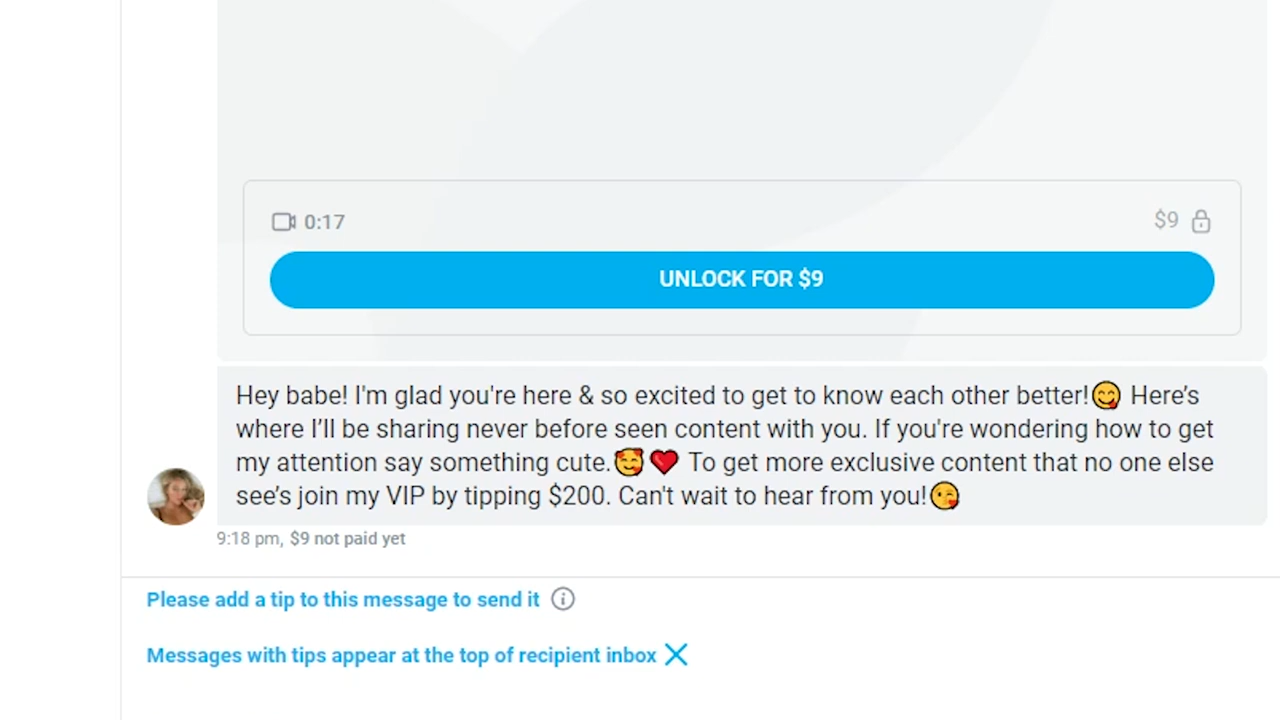 0:17
$9
UNLOCK FOR $9
Hey babe! I'm glad you're here & so excited to get to know each other better!😋 Here’s
where I’ll be sharing never before seen content with you. If you're wondering how to get
my attention say something cute.🥰❤️ To get more exclusive content that no one else
see’s join my VIP by tipping $200. Can't wait to hear from you!😘
9:18 pm, $9 not paid yet
Please add a tip to this message to send it
Messages with tips appear at the top of recipient inbox